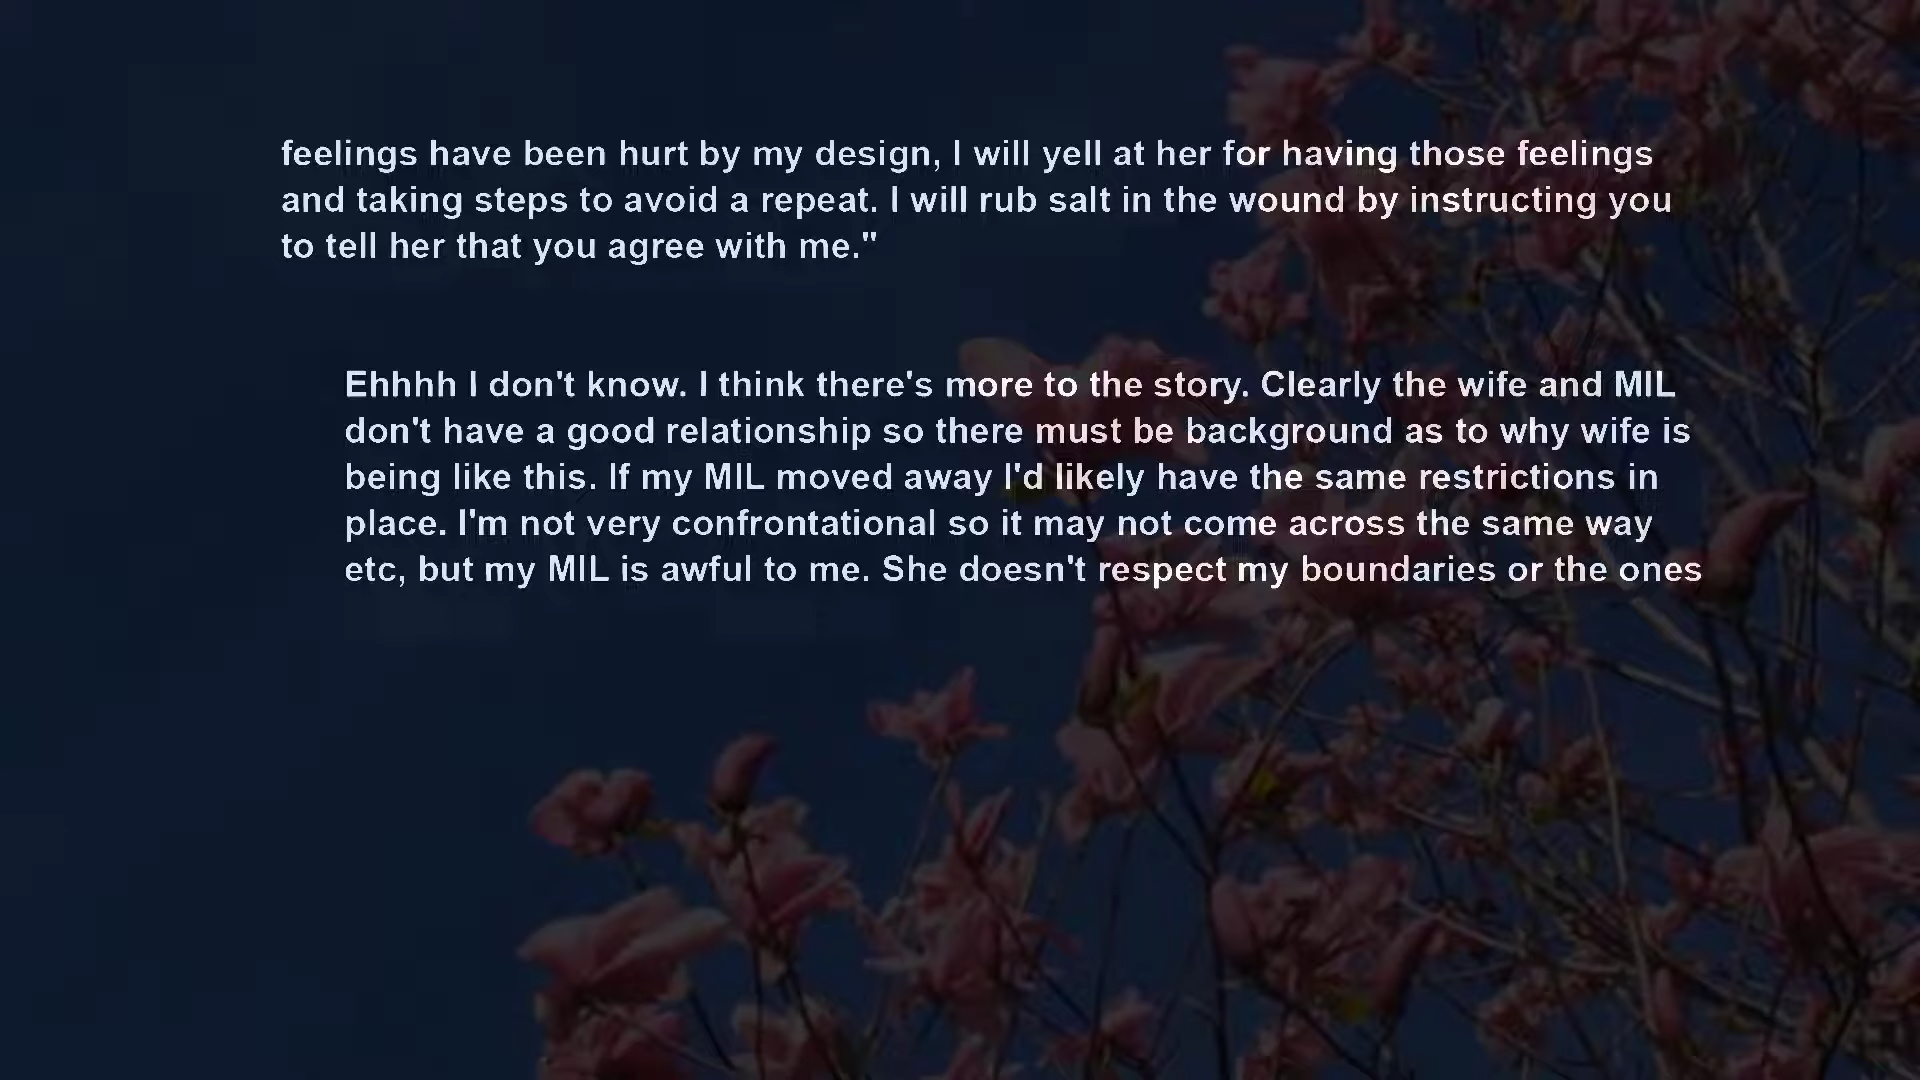 feelings have been hurt by my design, I will yell at her for having those feelings
and taking steps to avoid a repeat. I will rub salt in the wound by instructing you
to tell her that you agree with me."
Ehhhh I don't know. I think there's more to the story. Clearly the wife and MIL
don't have a good relationship so there must be background as to why wife is
being like this. If my MIL moved away I'd likely have the same restrictions in
place. I'm not very confrontational so it may not come across the same way
etc, but my MIL is awful to me. She doesn't respect my boundaries or the ones